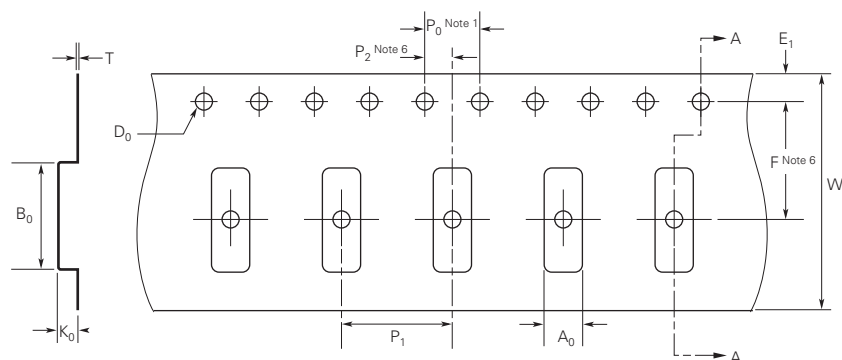 P₀ Note 1
A
E₁
P₂ Note 6
T
D₀
F Note 6
W
B₀
K₀
P₁
A₀
A